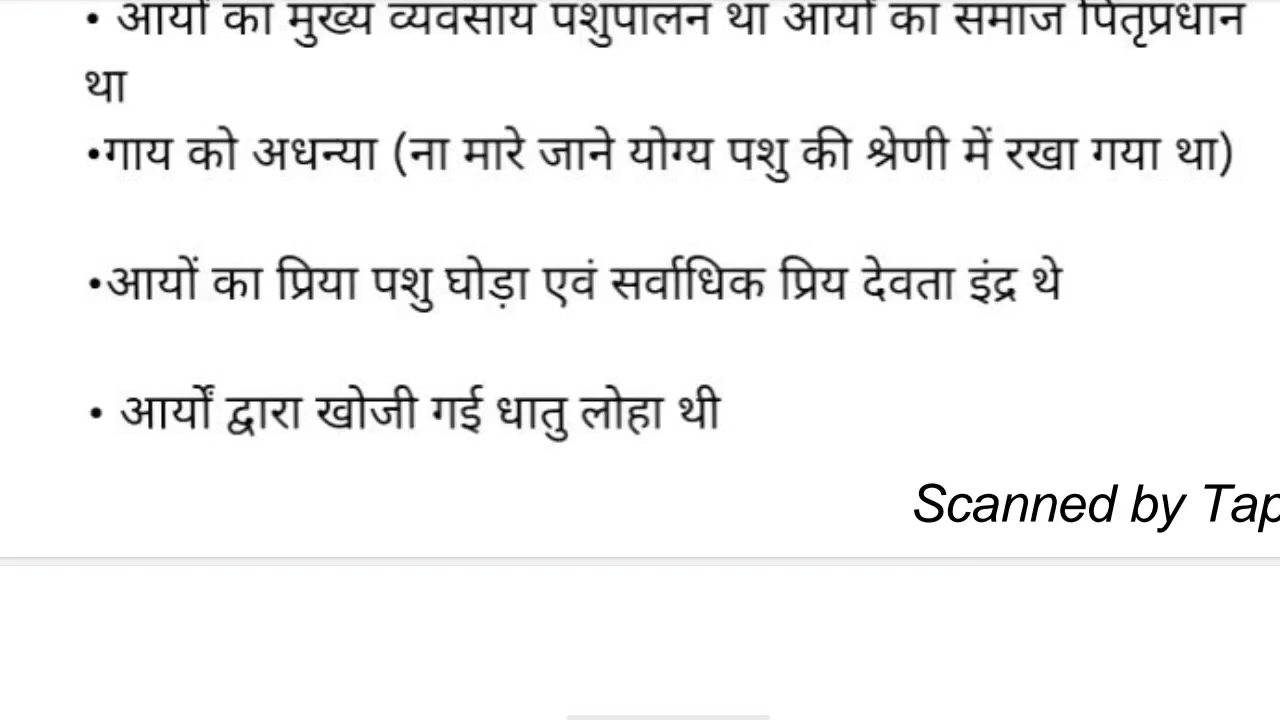 • आर्यों का मुख्य व्यवसाय पशुपालन था आर्यों का समाज पितृप्रधान
था
•गाय को अधन्या (ना मारे जाने योग्य पशु की श्रेणी में रखा गया था)
•आर्यों का प्रिया पशु घोड़ा एवं सर्वाधिक प्रिय देवता इंद्र थे
• आर्यों द्वारा खोजी गई धातु लोहा थी
Scanned by Tap